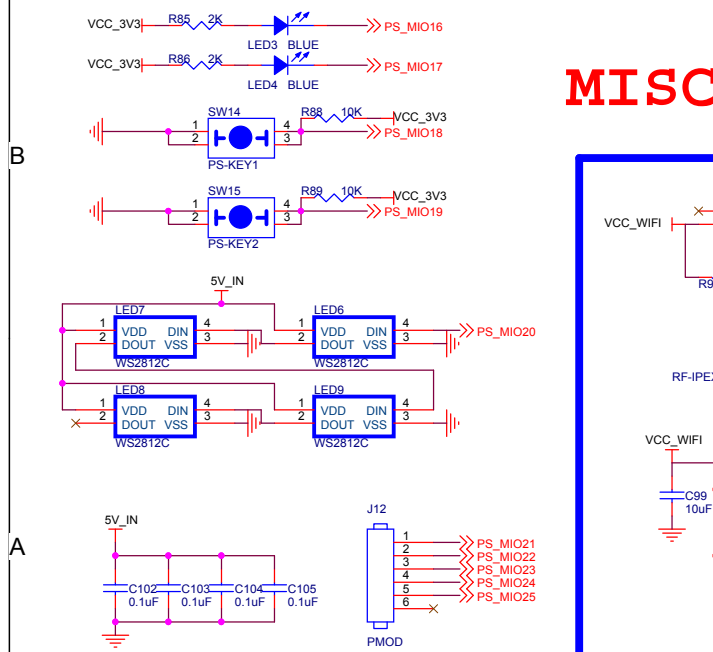 VCC_3V3 R85 2K LED3 BLUE PS_MIO16
VCC_3V3 R86 2K LED4 BLUE PS_MIO17
MISC
SW14 R88 10K VCC_3V3
1 4 PS_MIO18
2 3
PS-KEY1
B
SW15 R89 10K VCC_3V3
1 4 PS_MIO19
2 3
PS-KEY2
VCC_WIFI
R9
5V_IN
LED7 LED6
1 VDD DIN 4 1 VDD DIN 4 PS_MIO20
2 DOUT VSS 3 2 DOUT VSS 3
WS2812C WS2812C
RF-IPEX
LED8 LED9
1 VDD DIN 4 1 VDD DIN 4
2 DOUT VSS 3 2 DOUT VSS 3
WS2812C WS2812C
VCC_WIFI
C99
10uF
A
5V_IN
C102 C103 C104 C105
0.1uF 0.1uF 0.1uF 0.1uF
J12
1 PS_MIO21
2 PS_MIO22
3 PS_MIO23
4 PS_MIO24
5 PS_MIO25
6
PMOD